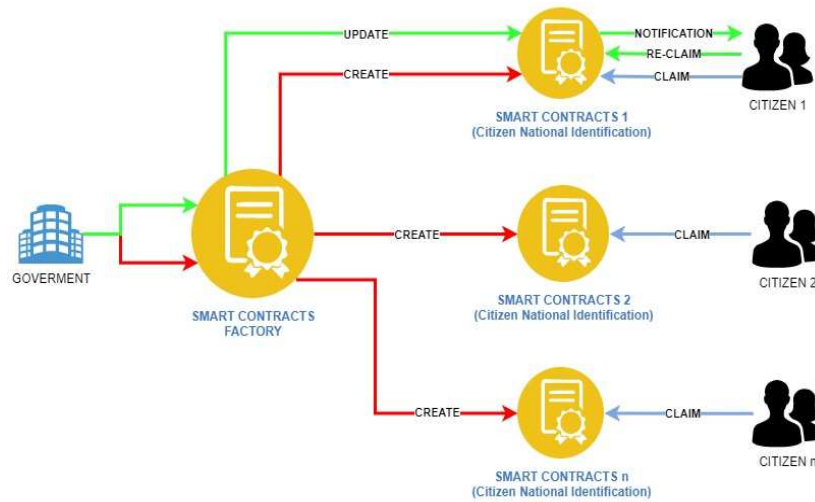 UPDATE
NOTIFICATION
RE-CLAIM
CREATE
CLAIM
CITIZEN 1
SMART CONTRACTS 1
(Citizen National Identification)
GOVERMENT
CREATE
CLAIM
CITIZEN 2
SMART CONTRACTS
FACTORY
SMART CONTRACTS 2
(Citizen National Identification)
CREATE
CLAIM
CITIZEN n
SMART CONTRACTS n
(Citizen National Identification)